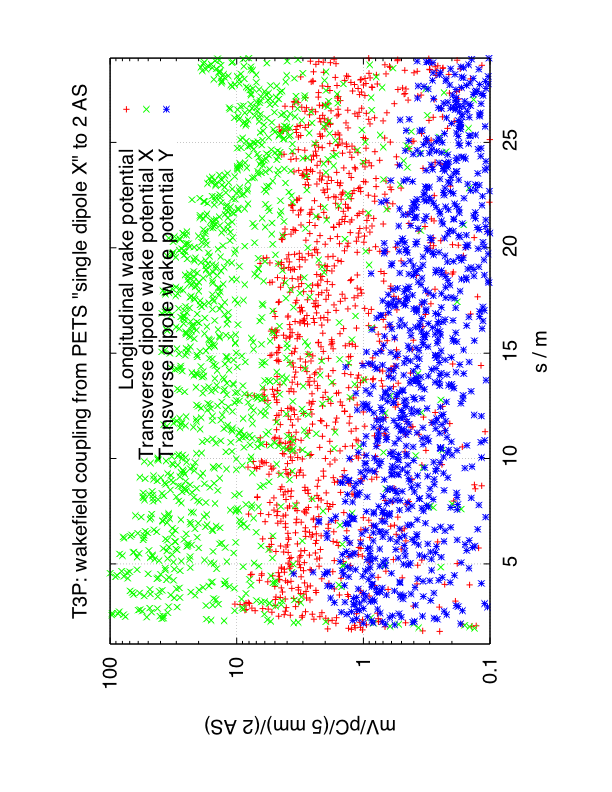 T3P: wakefield coupling from PETS "single dipole X" to 2 AS
Longitudinal wake potential
Transverse dipole wake potential X
Transverse dipole wake potential Y
100
10
1
0.1
mV/pC/(5 mm)/(2 AS)
5
10
15
20
25
s / m